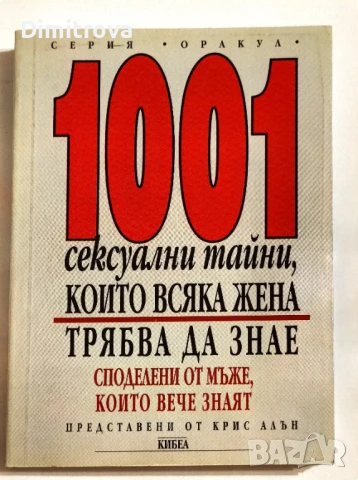 Dimitrova
СЕРИЯ • ОРАКУЛ •
1001
сексуални тайни,
КОИТО ВСЯКА ЖЕНА
ТРЯБВА ДА ЗНАЕ
СПОДЕЛЕНИ ОТ МЪЖЕ,
КОИТО ВЕЧЕ ЗНАЯТ
ПРЕДСТАВЕНИ ОТ КРИС АЛЪН
КИБЕА
bazar